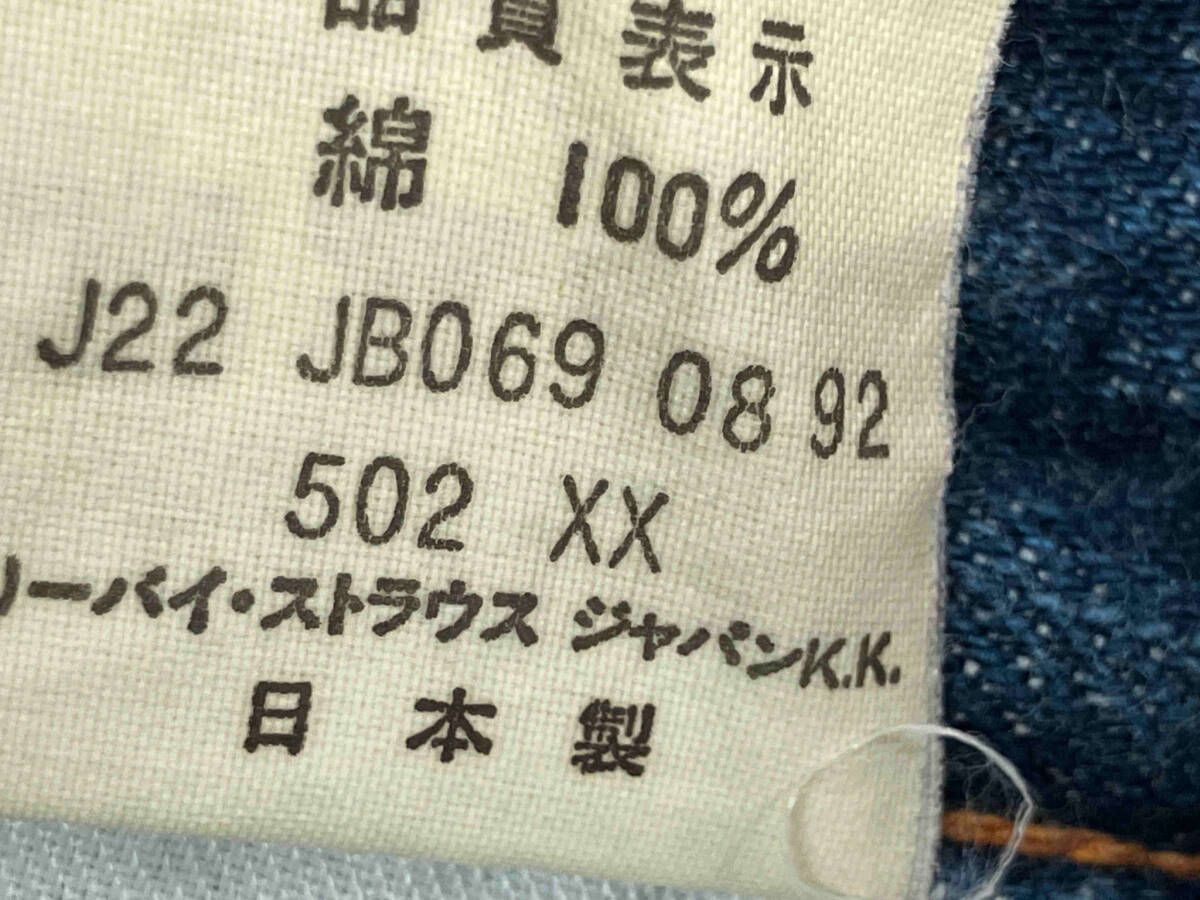 品質表示
綿 100%
J22 JB069 08 92
502 XX
リーバイ・ストラウス ジャパンK.K.
日本製